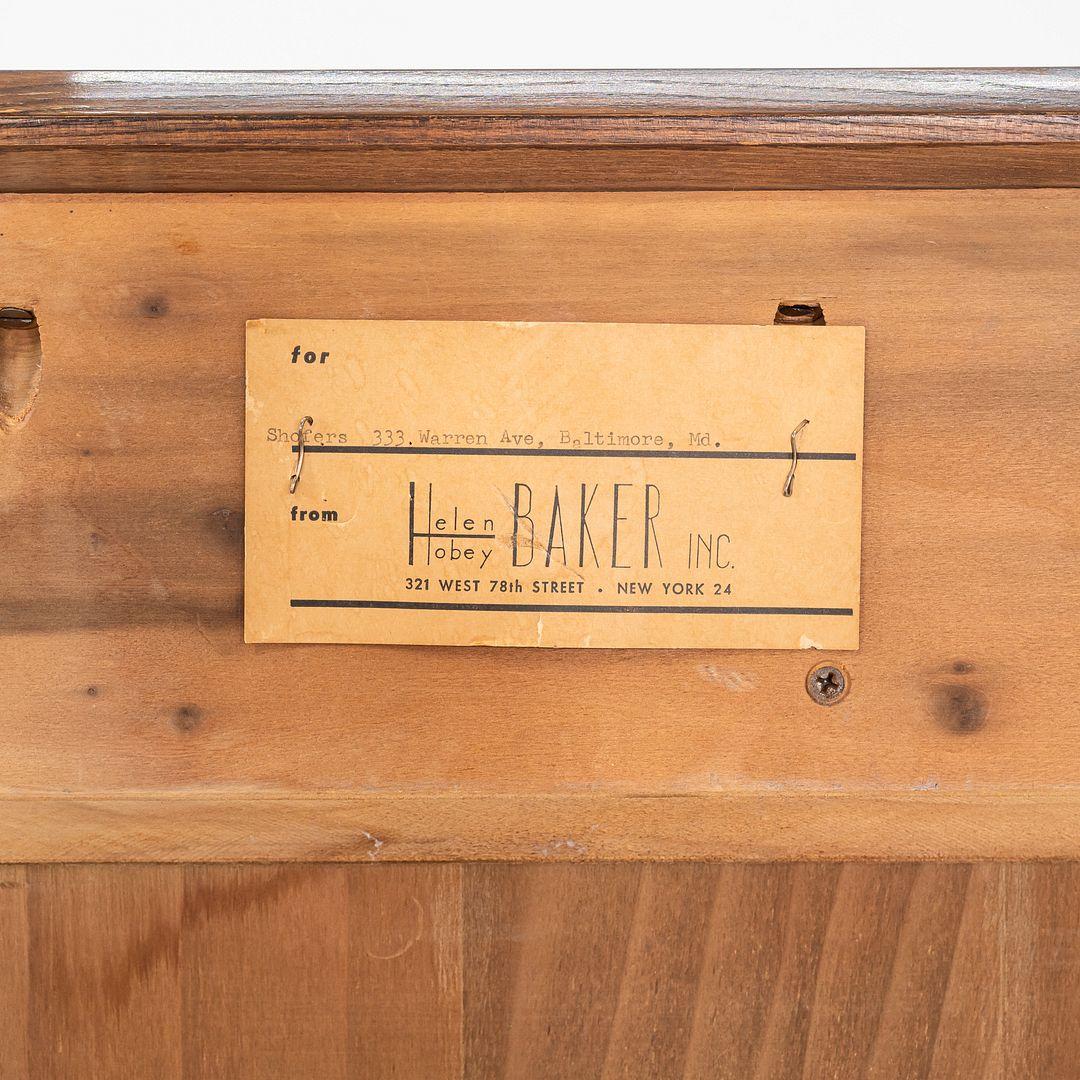 for
Shofers 333.Warren Ave, Baltimore, Md.
from Helen Hobey BAKER INC.
321 WEST 78th STREET . NEW YORK 24